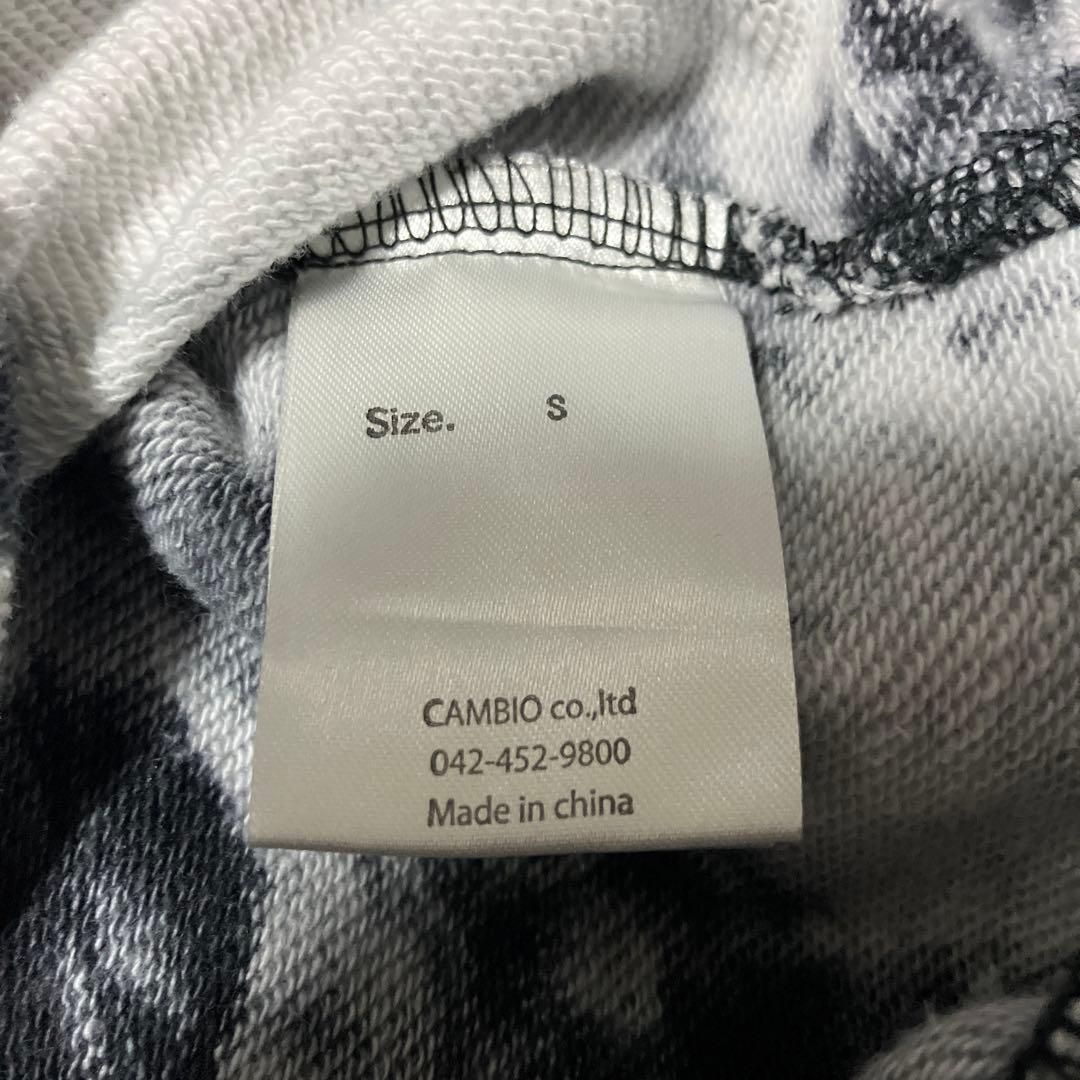 Size. S
CAMBIO co.,ltd
042-452-9800
Made in china